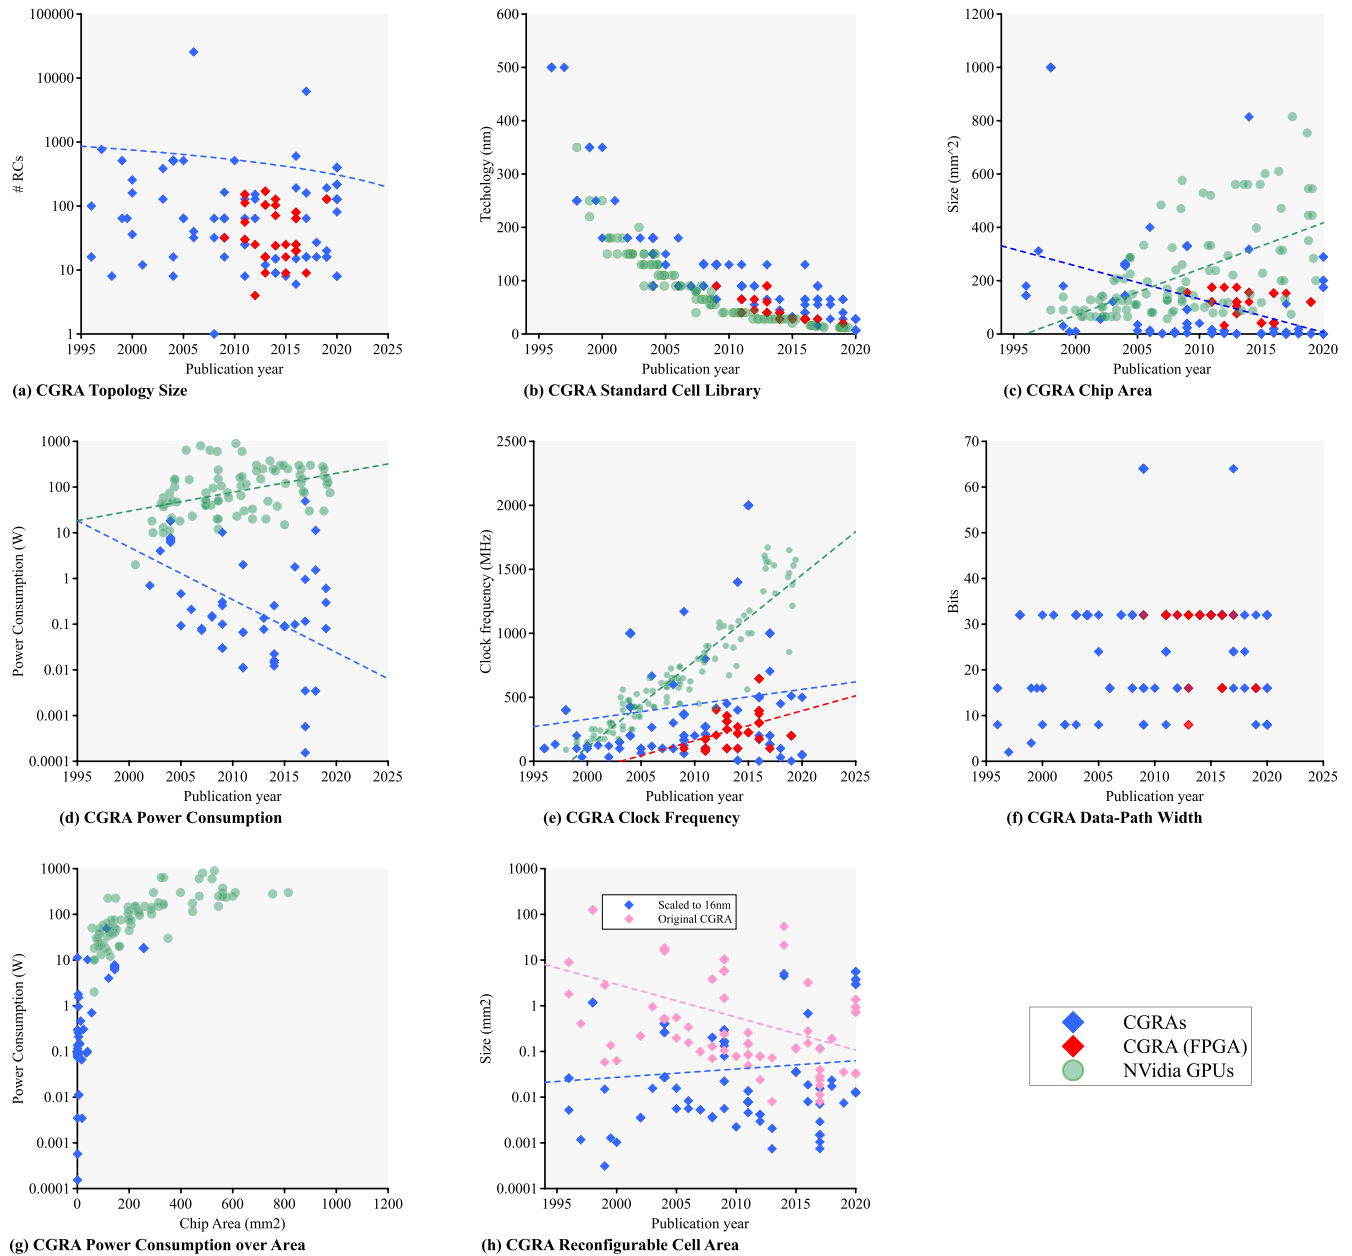 100000
10000
1000
100
10
1
# RCs
1995 2000 2005 2010 2015 2020 2025
Publication year
(a) CGRA Topology Size
600
500
400
300
200
100
0
Techology (nm)
1995 2000 2005 2010 2015 2020
Publication year
(b) CGRA Standard Cell Library
1200
1000
800
600
400
200
0
Size (mm^2)
1995 2000 2005 2010 2015 2020
Publication year
(c) CGRA Chip Area
1000
100
10
1
0.1
0.01
0.001
0.0001
Power Consumption (W)
1995 2000 2005 2010 2015 2020 2025
Publication year
(d) CGRA Power Consumption
2500
2000
1500
1000
500
0
Clock frequency (MHz)
1995 2000 2005 2010 2015 2020 2025
Publication year
(e) CGRA Clock Frequency
70
60
50
40
30
20
10
0
Bits
1995 2000 2005 2010 2015 2020 2025
Publication year
(f) CGRA Data-Path Width
1000
100
10
1
0.1
0.01
0.001
0.0001
Power Consumption (W)
0 200 400 600 800 1000 1200
Chip Area (mm2)
(g) CGRA Power Consumption over Area
1000
100
10
1
0.1
0.01
0.001
0.0001
Size (mm2)
Scaled to 16nm
Original CGRA
1995 2000 2005 2010 2015 2020
Publication year
(h) CGRA Reconfigurable Cell Area
CGRAs
CGRA (FPGA)
NVidia GPUs